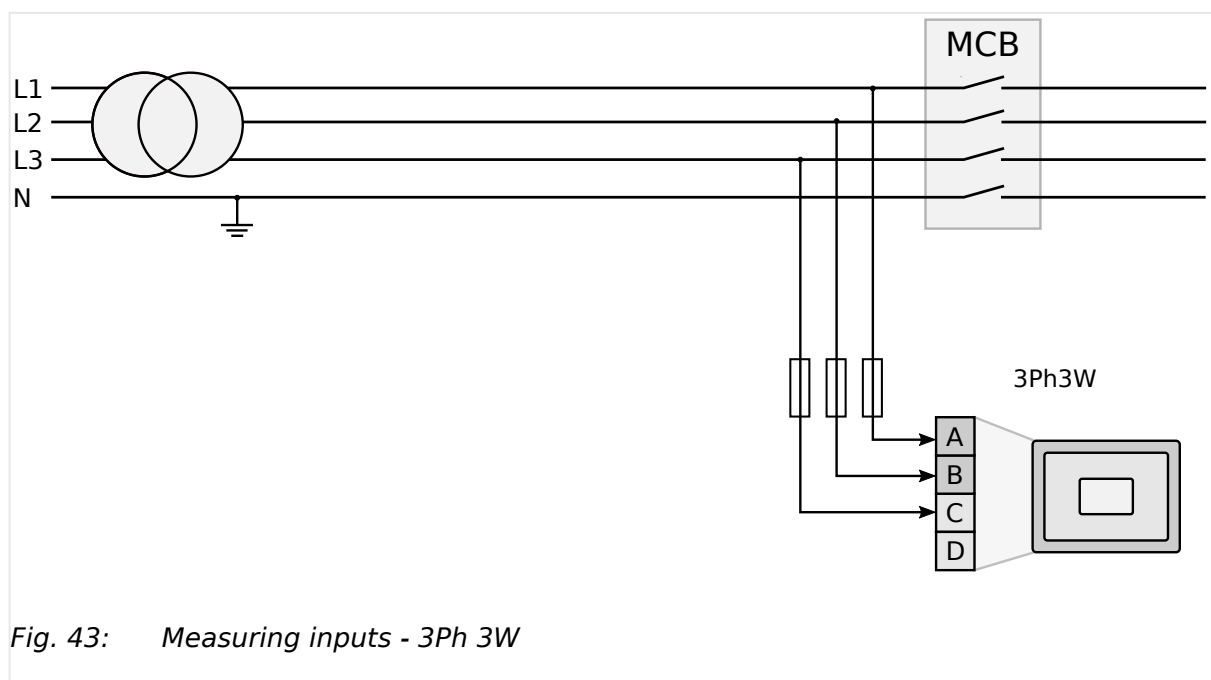 MCB
L1
L2
L3
N
3Ph3W
A
B
C
D
Fig. 43: Measuring inputs - 3Ph 3W